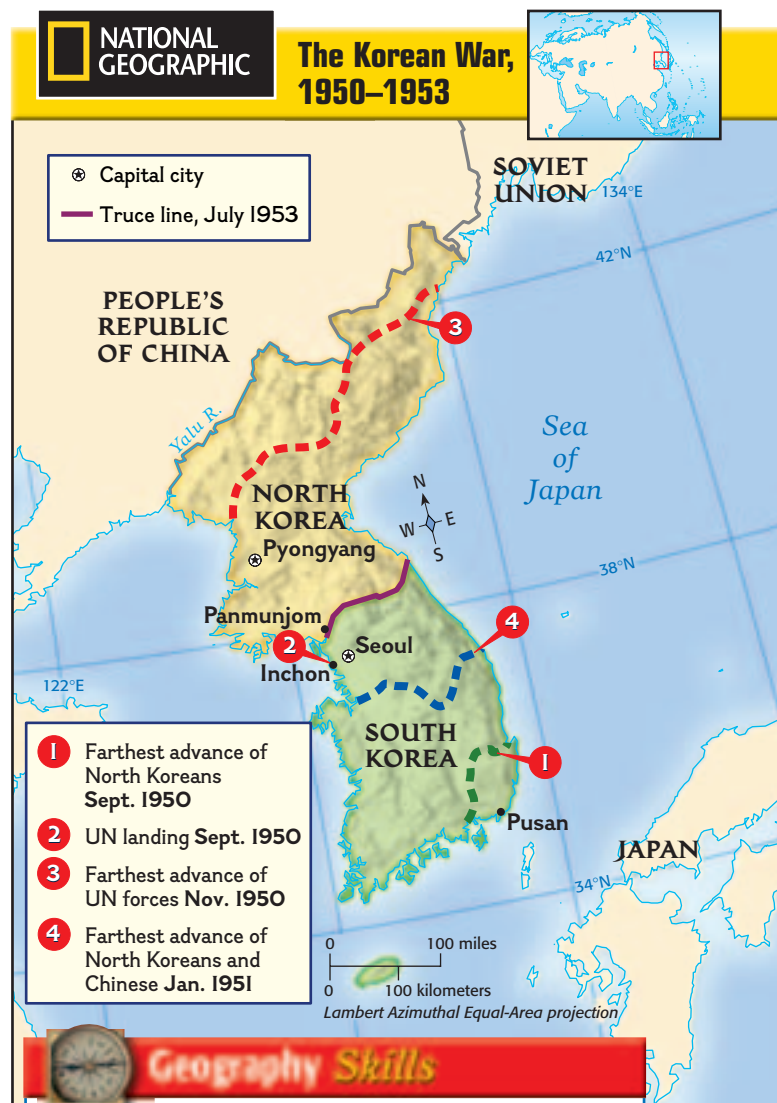 NATIONAL
GEOGRAPHIC
The Korean War,
1950–1953
Capital city
Truce line, July 1953
SOVIET
UNION
134°E
42°N
PEOPLE'S
REPUBLIC
OF CHINA
3
Yalu R.
Sea
of
Japan
NORTH
KOREA
N
W
E
S
Pyongyang
38°N
Panmunjom
4
2
Seoul
Inchon
122°E
SOUTH
KOREA
1
Pusan
JAPAN
34°N
1 Farthest advance of
North Koreans
Sept. 1950
2 UN landing Sept. 1950
3 Farthest advance of
UN forces Nov. 1950
4 Farthest advance of
North Koreans and
Chinese Jan. 1951
0 100 miles
0 100 kilometers
Lambert Azimuthal Equal-Area projection
Geography Skills